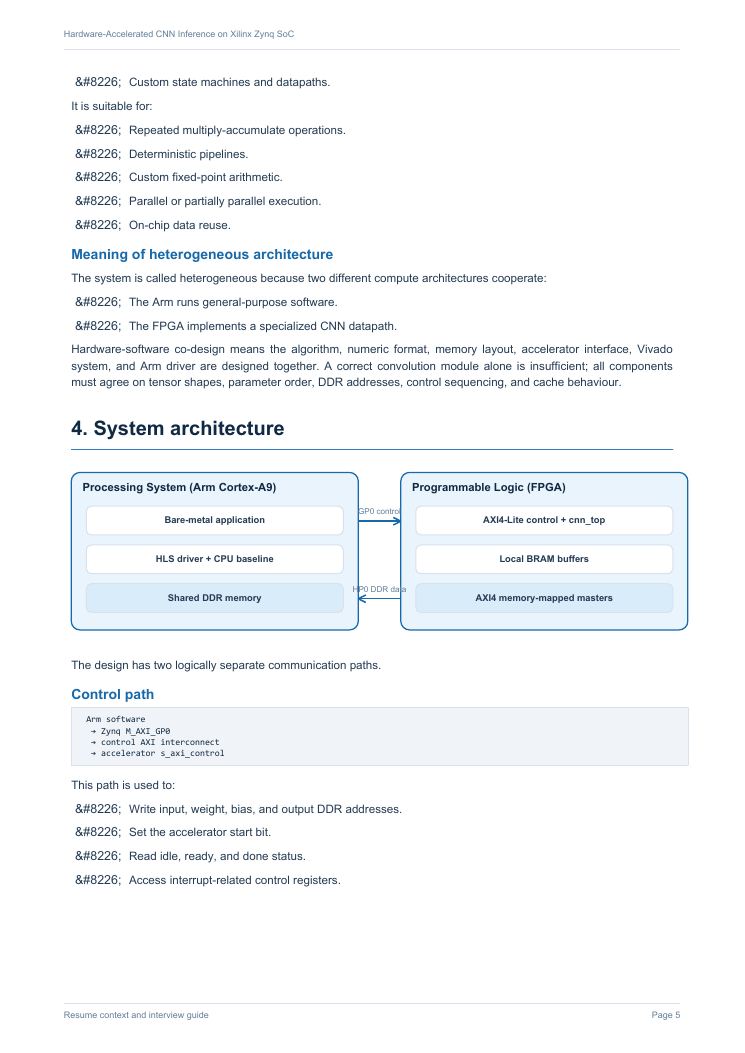 Hardware-Accelerated CNN Inference on Xilinx Zynq SoC
&#8226; Custom state machines and datapaths.
It is suitable for:
&#8226; Repeated multiply-accumulate operations.
&#8226; Deterministic pipelines.
&#8226; Custom fixed-point arithmetic.
&#8226; Parallel or partially parallel execution.
&#8226; On-chip data reuse.
Meaning of heterogeneous architecture
The system is called heterogeneous because two different compute architectures cooperate:
&#8226; The Arm runs general-purpose software.
&#8226; The FPGA implements a specialized CNN datapath.
Hardware-software co-design means the algorithm, numeric format, memory layout, accelerator interface, Vivado
system, and Arm driver are designed together. A correct convolution module alone is insufficient; all components
must agree on tensor shapes, parameter order, DDR addresses, control sequencing, and cache behaviour.
4. System architecture
Processing System (Arm Cortex-A9)
Bare-metal application
HLS driver + CPU baseline
Shared DDR memory
GP0 control
HP0 DDR data
Programmable Logic (FPGA)
AXI4-Lite control + cnn_top
Local BRAM buffers
AXI4 memory-mapped masters
The design has two logically separate communication paths.
Control path
Arm software
→ Zynq M_AXI_GP0
→ control AXI interconnect
→ accelerator s_axi_control
This path is used to:
&#8226; Write input, weight, bias, and output DDR addresses.
&#8226; Set the accelerator start bit.
&#8226; Read idle, ready, and done status.
&#8226; Access interrupt-related control registers.
Resume context and interview guide
Page 5